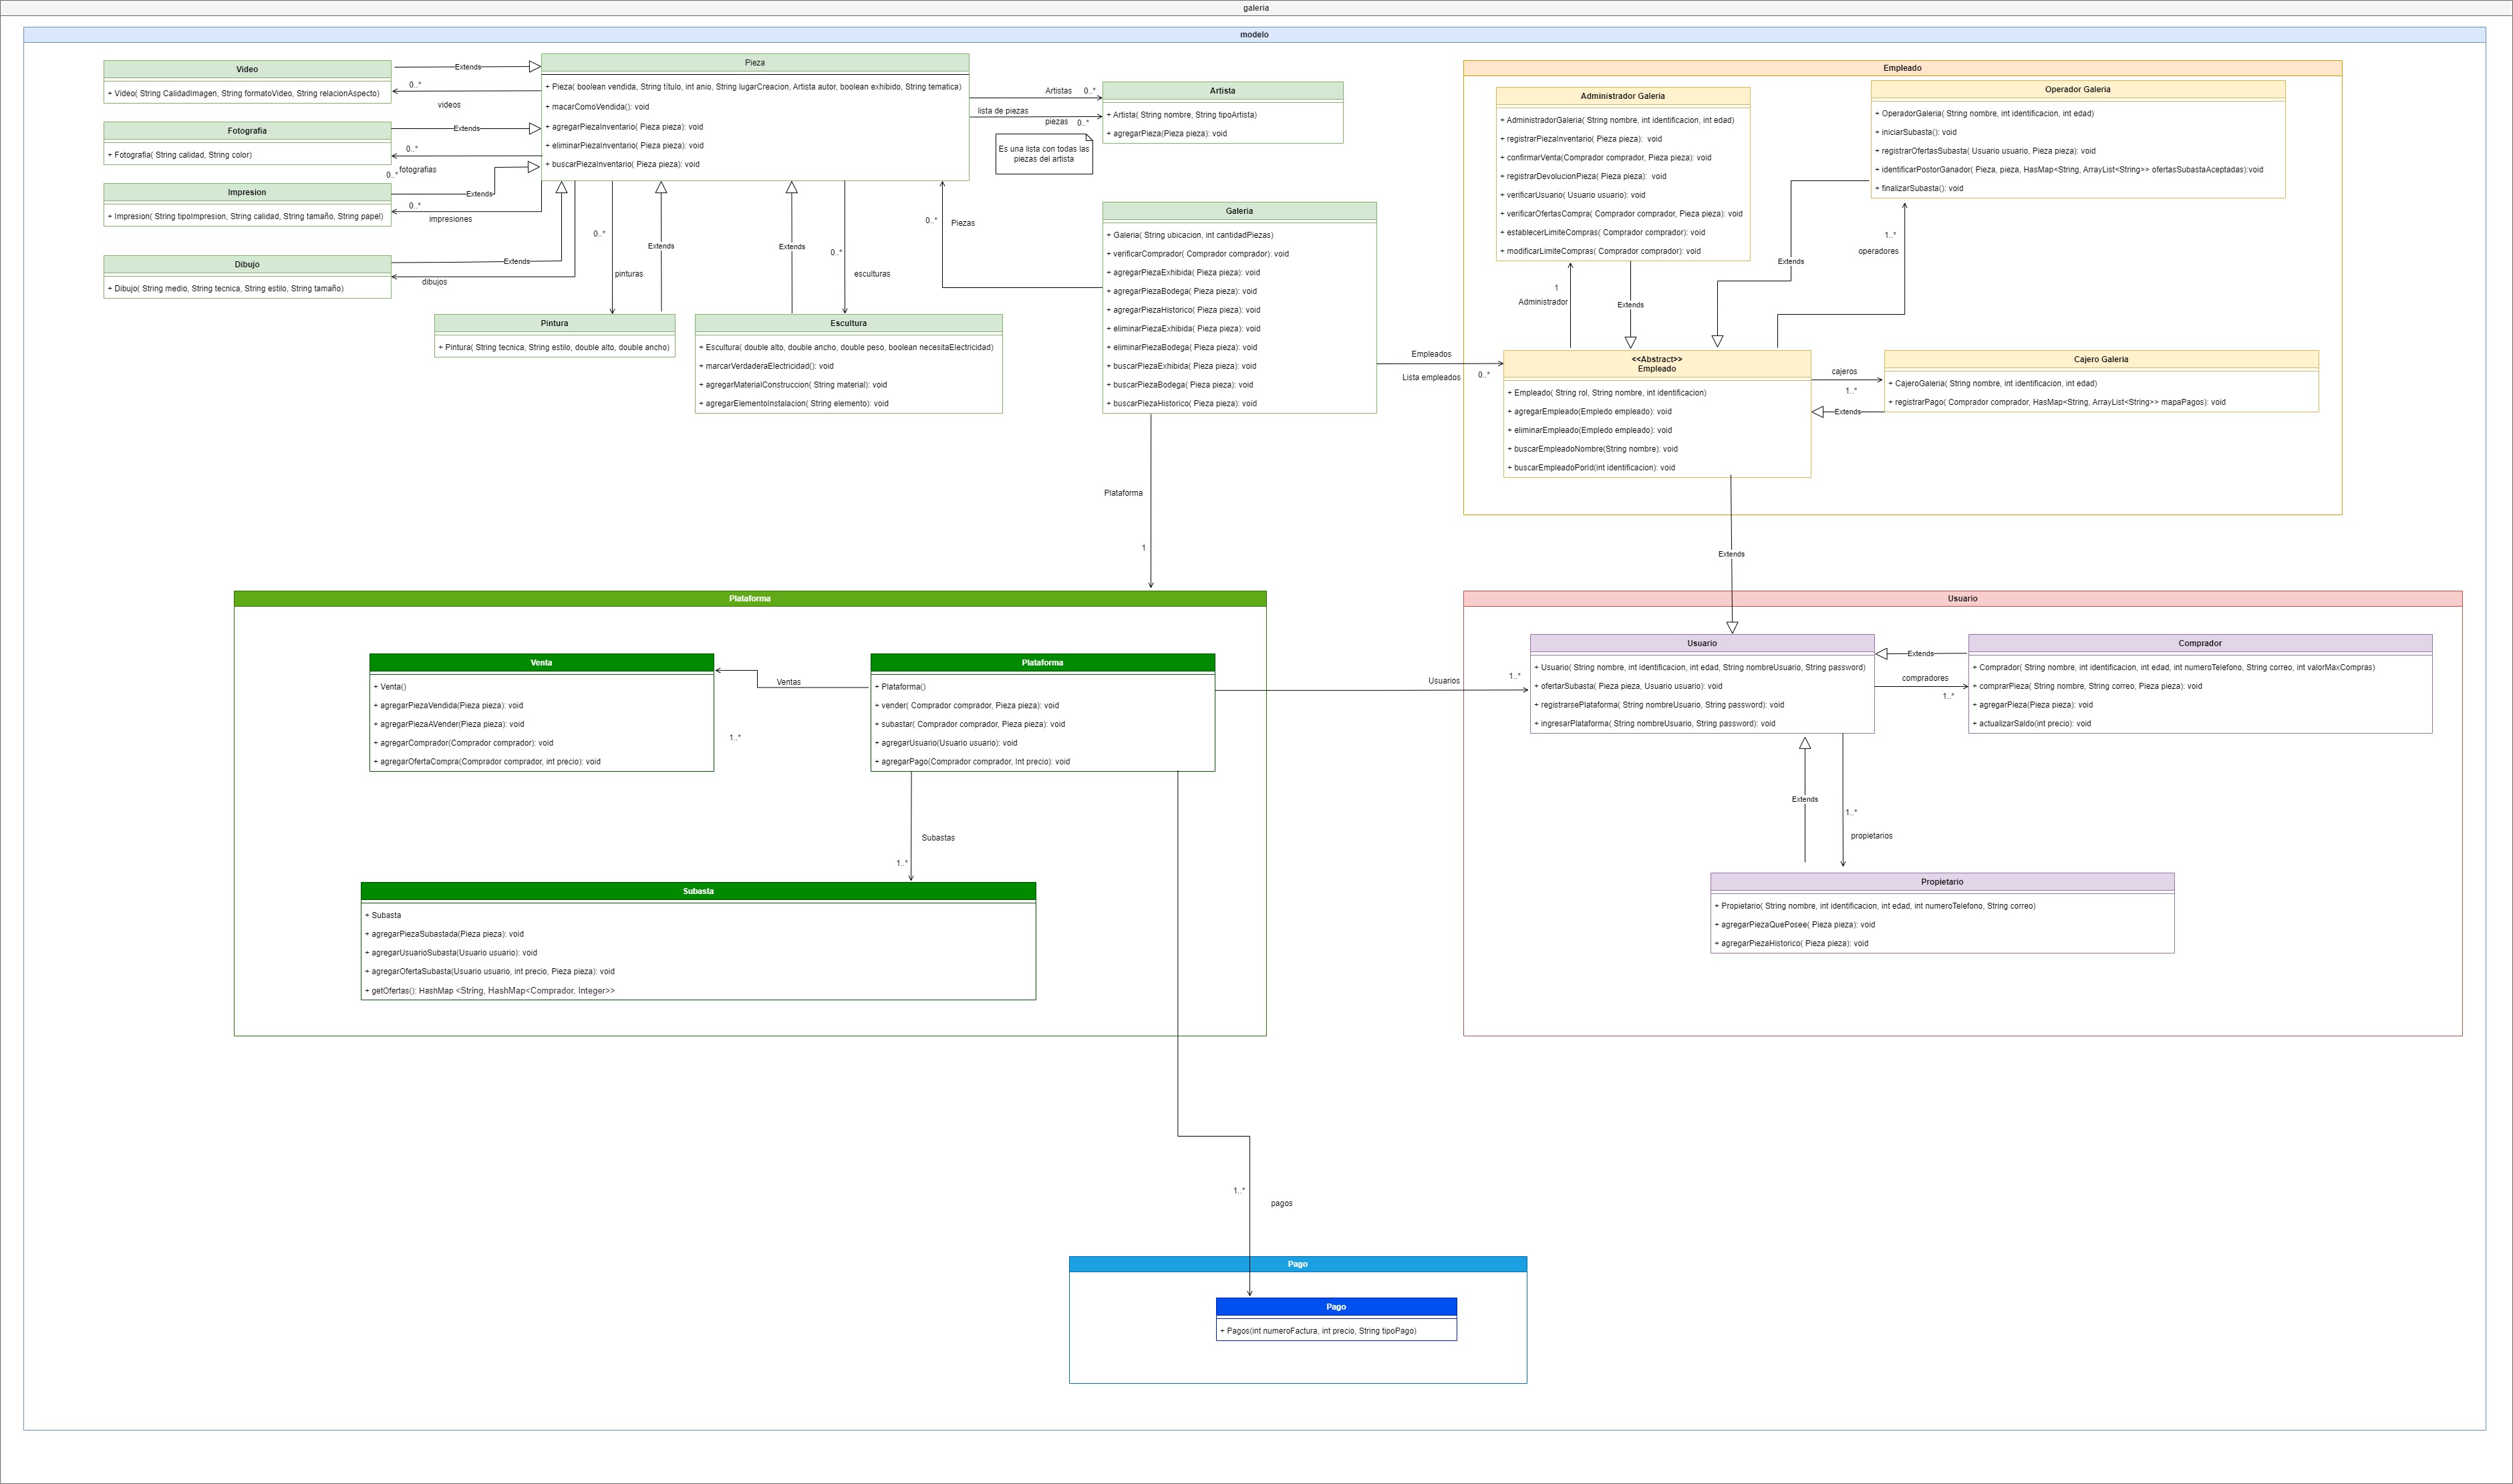 galeria
modelo
Video
+ Video( String CalidadImagen, String formatoVideo, String relacionAspecto)
Extends
0..*
videos
Fotografia
+ Fotografia( String calidad, String color)
Extends
0..*
fotografias
0..*
Impresion
+ Impresion( String tipoImpresion, String calidad, String tamaño, String papel)
Extends
0..*
impresiones
Dibujo
+ Dibujo( String medio, String tecnica, String estilo, String tamaño)
Extends
dibujos
Pieza
+ Pieza( boolean vendida, String título, int anio, String lugarCreacion, Artista autor, boolean exhibido, String tematica)
+ macarComoVendida(): void
+ agregarPiezaInventario( Pieza pieza): void
+ eliminarPiezaInventario( Pieza pieza): void
+ buscarPiezaInventario( Pieza pieza): void
0..*
pinturas
Extends
Extends
0..*
esculturas
0..*
Piezas
Pintura
+ Pintura( String tecnica, String estilo, double alto, double ancho)
Escultura
+ Escultura( double alto, double ancho, double peso, boolean necesitaElectricidad)
+ marcarVerdaderaElectricidad(): void
+ agregarMaterialConstruccion( String material): void
+ agregarElementoInstalacion( String elemento): void
Artistas
0..*
lista de piezas
piezas
0..*
Es una lista con todas las
piezas del artista
Artista
+ Artista( String nombre, String tipoArtista)
+ agregarPieza(Pieza pieza): void
Galeria
+ Galeria( String ubicacion, int cantidadPiezas)
+ verificarComprador( Comprador comprador): void
+ agregarPiezaExhibida( Pieza pieza): void
+ agregarPiezaBodega( Pieza pieza): void
+ agregarPiezaHistorico( Pieza pieza): void
+ eliminarPiezaExhibida( Pieza pieza): void
+ eliminarPiezaBodega( Pieza pieza): void
+ buscarPiezaExhibida( Pieza pieza): void
+ buscarPiezaBodega( Pieza pieza): void
+ buscarPiezaHistorico( Pieza pieza): void
Empleados
Lista empleados
0..*
Plataforma
1
Empleado
Administrador Galeria
+ AdministradorGaleria( String nombre, int identificacion, int edad)
+ registrarPiezaInventario( Pieza pieza): void
+ confirmarVenta(Comprador comprador, Pieza pieza): void
+ registrarDevolucionPieza( Pieza pieza): void
+ verificarUsuario( Usuario usuario): void
+ verificarOfertasCompra( Comprador comprador, Pieza pieza): void
+ establecerLimiteCompras( Comprador comprador): void
+ modificarLimiteCompras( Comprador comprador): void
Operador Galeria
+ OperadorGaleria( String nombre, int identificacion, int edad)
+ iniciarSubasta(): void
+ registrarOfertasSubasta( Usuario usuario, Pieza pieza): void
+ identificarPostorGanador( Pieza, pieza, HasMap<String, ArrayList<String>> ofertasSubastaAceptadas):void
+ finalizarSubasta(): void
1
Administrador
Extends
Extends
1..*
operadores
<<Abstract>>
Empleado
+ Empleado( String rol, String nombre, int identificacion)
+ agregarEmpleado(Empledo empleado): void
+ eliminarEmpleado(Empledo empleado): void
+ buscarEmpleadoNombre(String nombre): void
+ buscarEmpleadoPorId(int identificacion): void
cajeros
1..*
Extends
Cajero Galeria
+ CajeroGaleria( String nombre, int identificacion, int edad)
+ registrarPago( Comprador comprador, HasMap<String, ArrayList<String>> mapaPagos): void
Extends
Plataforma
Venta
+ Venta()
+ agregarPiezaVendida(Pieza pieza): void
+ agregarPiezaAVender(Pieza pieza): void
+ agregarComprador(Comprador comprador): void
+ agregarOfertaCompra(Comprador comprador, int precio): void
Ventas
1..*
Plataforma
+ Plataforma()
+ vender( Comprador comprador, Pieza pieza): void
+ subastar( Comprador comprador, Pieza pieza): void
+ agregarUsuario(Usuario usuario): void
+ agregarPago(Comprador comprador, Int precio): void
Subastas
1..*
Subasta
+ Subasta
+ agregarPiezaSubastada(Pieza pieza): void
+ agregarUsuarioSubasta(Usuario usuario): void
+ agregarOfertaSubasta(Usuario usuario, int precio, Pieza pieza): void
+ getOfertas(): HashMap <String, HashMap<Comprador, Integer>>
Usuarios
1..*
Usuario
Usuario
+ Usuario( String nombre, int identificacion, int edad, String nombreUsuario, String password)
+ ofertarSubasta( Pieza pieza, Usuario usuario): void
+ registrarsePlataforma( String nombreUsuario, String password): void
+ ingresarPlataforma( String nombreUsuario, String password): void
Extends
compradores
1..*
Comprador
+ Comprador( String nombre, int identificacion, int edad, int numeroTelefono, String correo, int valorMaxCompras)
+ comprarPieza( String nombre, String correo, Pieza pieza): void
+ agregarPieza(Pieza pieza): void
+ actualizarSaldo(int precio): void
Extends
1..*
propietarios
Propietario
+ Propietario( String nombre, int identificacion, int edad, int numeroTelefono, String correo)
+ agregarPiezaQuePosee( Pieza pieza): void
+ agregarPiezaHistorico( Pieza pieza): void
1..*
pagos
Pago
Pago
+ Pagos(int numeroFactura, int precio, String tipoPago)